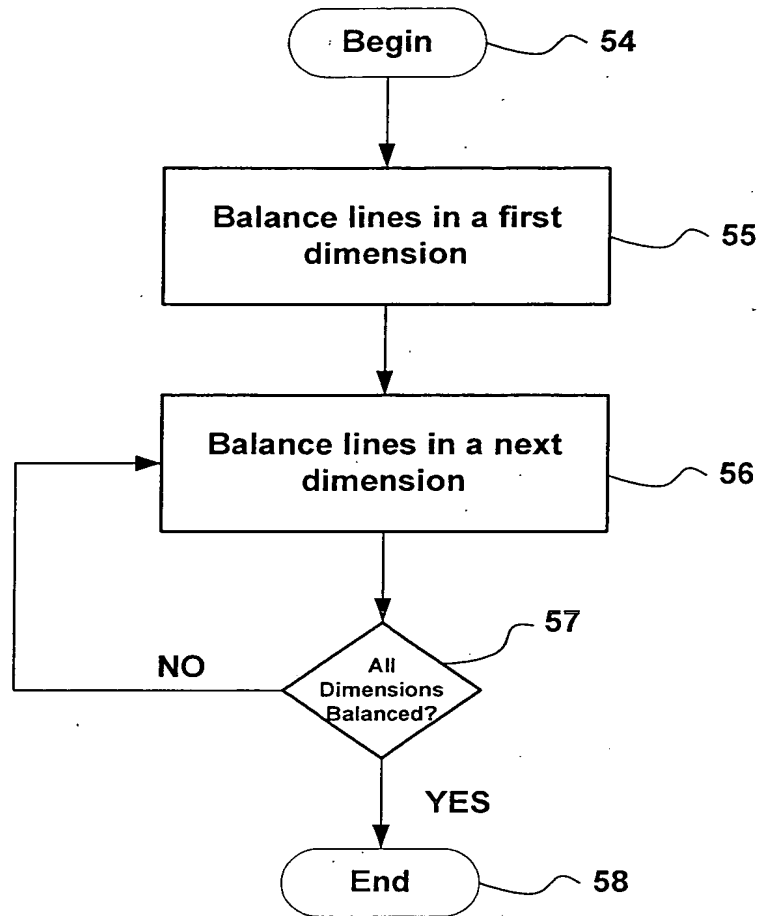 Begin
54
Balance lines in a first
dimension
55
Balance lines in a next
dimension
56
57
All
Dimensions
Balanced?
NO
YES
End
58